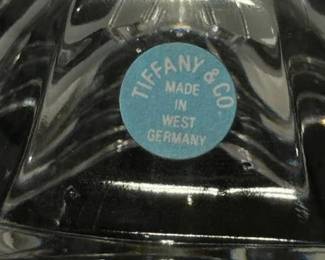 TIFFANY & CO
MADE
IN
WEST
GERMANY